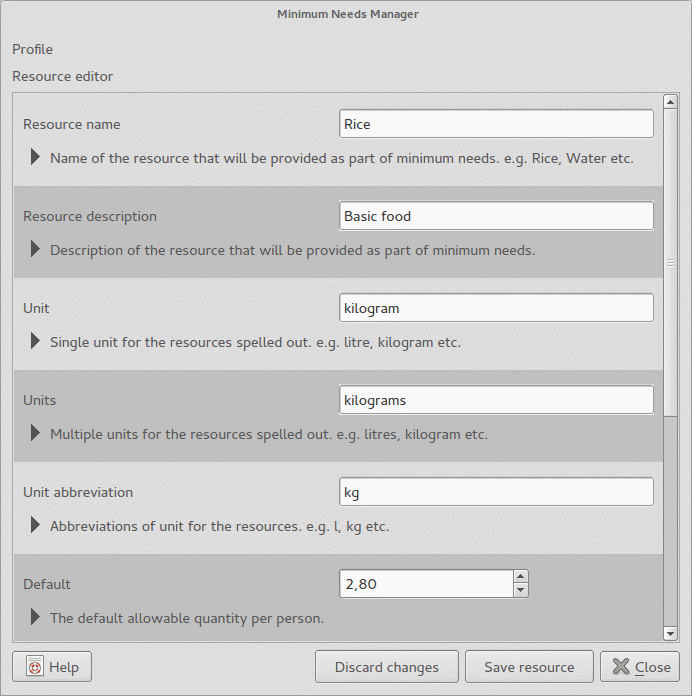 Minimum Needs Manager
Profile
Resource editor
Resource name
Rice
Name of the resource that will be provided as part of minimum needs. e.g. Rice, Water etc.
Resource description
Basic food
Description of the resource that will be provided as part of minimum needs.
Unit
kilogram
Single unit for the resources spelled out. e.g. litre, kilogram etc.
Units
kilograms
Multiple units for the resources spelled out. e.g. litres, kilogram etc.
Unit abbreviation
kg
Abbreviations of unit for the resources. e.g. l, kg etc.
Default
2,80
The default allowable quantity per person.
Help
Discard changes
Save resource
Close